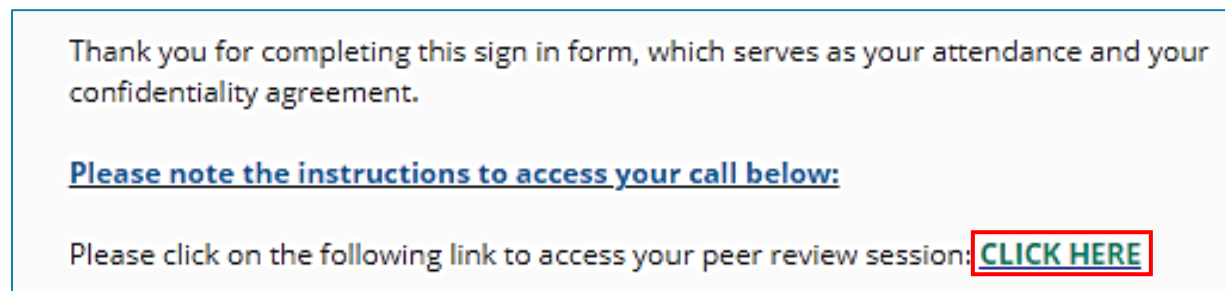 Thank you for completing this sign in form, which serves as your attendance and your
confidentiality agreement.
Please note the instructions to access your call below:
Please click on the following link to access your peer review session: CLICK HERE